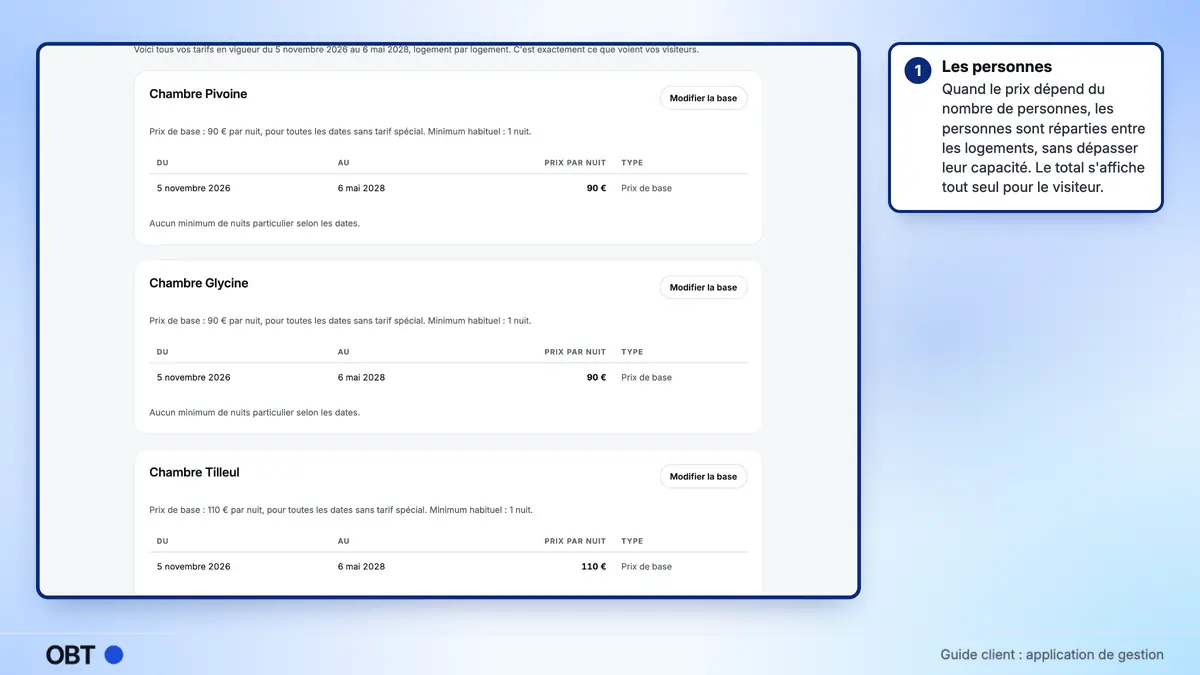 Voici tous vos tarifs en vigueur du 5 novembre 2026 au 6 mai 2028, logement par logement. C'est exactement ce que voient vos visiteurs.
Chambre Pivoine
Modifier la base
Prix de base : 90 € par nuit, pour toutes les dates sans tarif spécial. Minimum habituel : 1 nuit.
DU AU PRIX PAR NUIT TYPE
5 novembre 2026 6 mai 2028 90 € Prix de base
Aucun minimum de nuits particulier selon les dates.
Chambre Glycine
Modifier la base
Prix de base : 90 € par nuit, pour toutes les dates sans tarif spécial. Minimum habituel : 1 nuit.
DU AU PRIX PAR NUIT TYPE
5 novembre 2026 6 mai 2028 90 € Prix de base
Aucun minimum de nuits particulier selon les dates.
Chambre Tilleul
Modifier la base
Prix de base : 110 € par nuit, pour toutes les dates sans tarif spécial. Minimum habituel : 1 nuit.
DU AU PRIX PAR NUIT TYPE
5 novembre 2026 6 mai 2028 110 € Prix de base
1 Les personnes
Quand le prix dépend du
nombre de personnes, les
personnes sont réparties entre
les logements, sans dépasser
leur capacité. Le total s'affiche
tout seul pour le visiteur.
OBT
Guide client : application de gestion